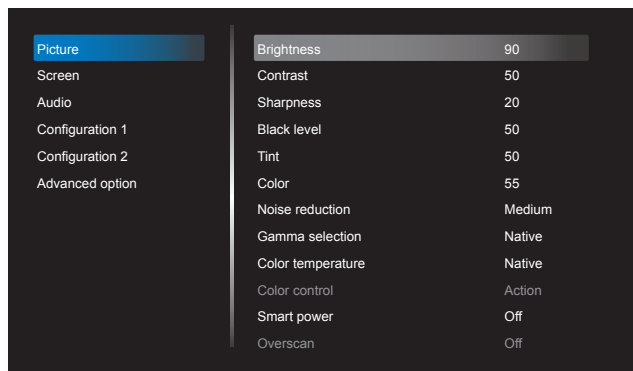 Picture
Screen
Audio
Configuration 1
Configuration 2
Advanced option
Brightness 90
Contrast 50
Sharpness 20
Black level 50
Tint 50
Color 55
Noise reduction Medium
Gamma selection Native
Color temperature Native
Color control Action
Smart power Off
Overscan Off